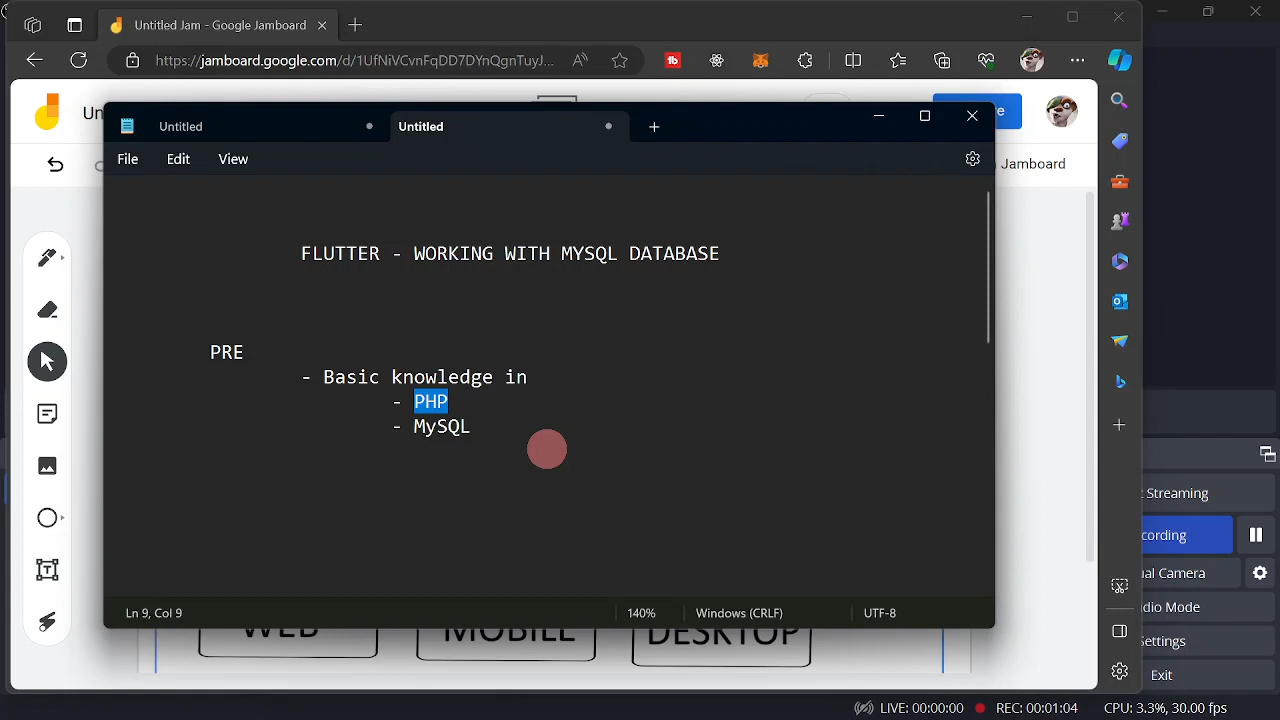 Untitled Jam - Google Jamboard
https://jamboard.google.com/d/1UfNiVCvnFqDD7DYnQgnTuyJ...
Un
e
Jamboard
Untitled
Untitled
File Edit View
FLUTTER - WORKING WITH MYSQL DATABASE
PRE
- Basic knowledge in
- PHP
- MySQL
Ln 9, Col 9
140%
Windows (CRLF)
UTF-8
WEB
MOBILE
DESKTOP
t Streaming
cording
ual Camera
dio Mode
ettings
Exit
LIVE: 00:00:00
REC: 00:01:04
CPU: 3.3%, 30.00 fps